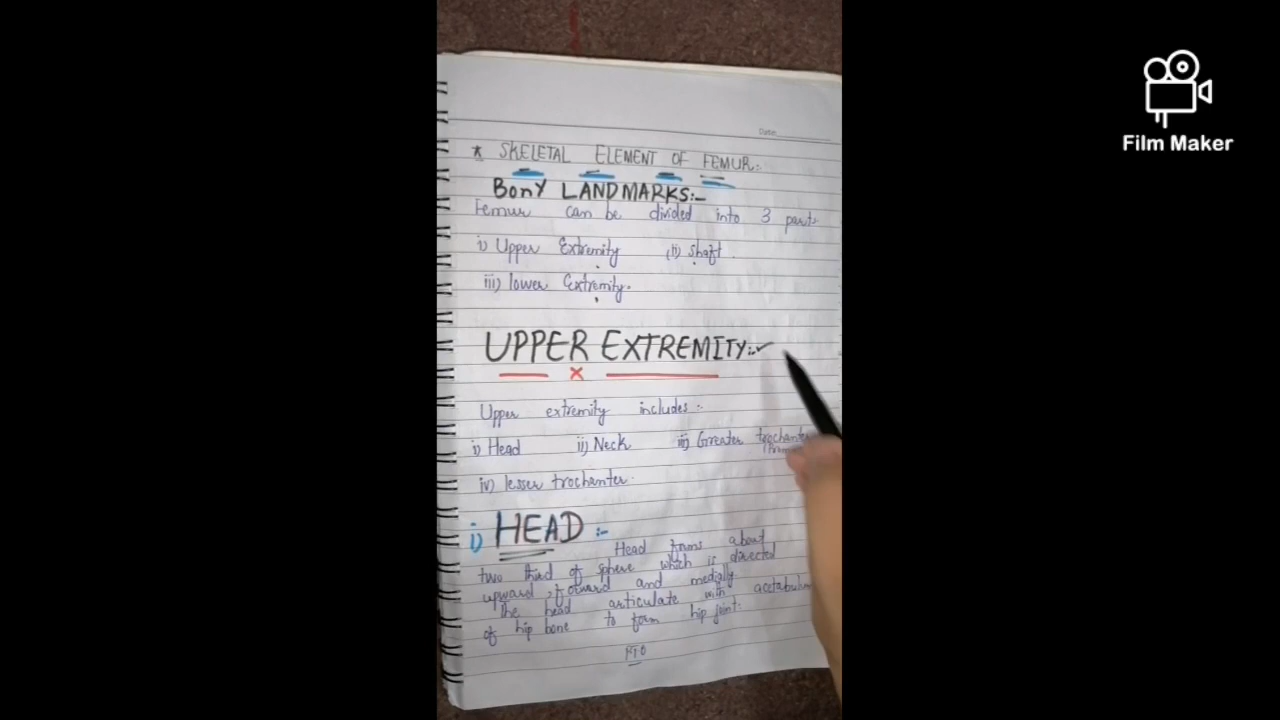 Film Maker
Date:
* SKELETAL ELEMENT OF FEMUR:
BONY LANDMARKS:-
Femur can be divided into 3 parts
i) Upper Extremity (ii) Shaft
iii) lower Extremity.
UPPER EXTREMITY:-
Upper extremity includes:
i) Head ii) Neck iii) Greater trochanter
iv) lesser trochanter.
i) HEAD :-
Head forms about
two third of sphere which is directed
upward, forward and medially
The head articulate with acetabulum
of hip bone to form hip joint.
PTO